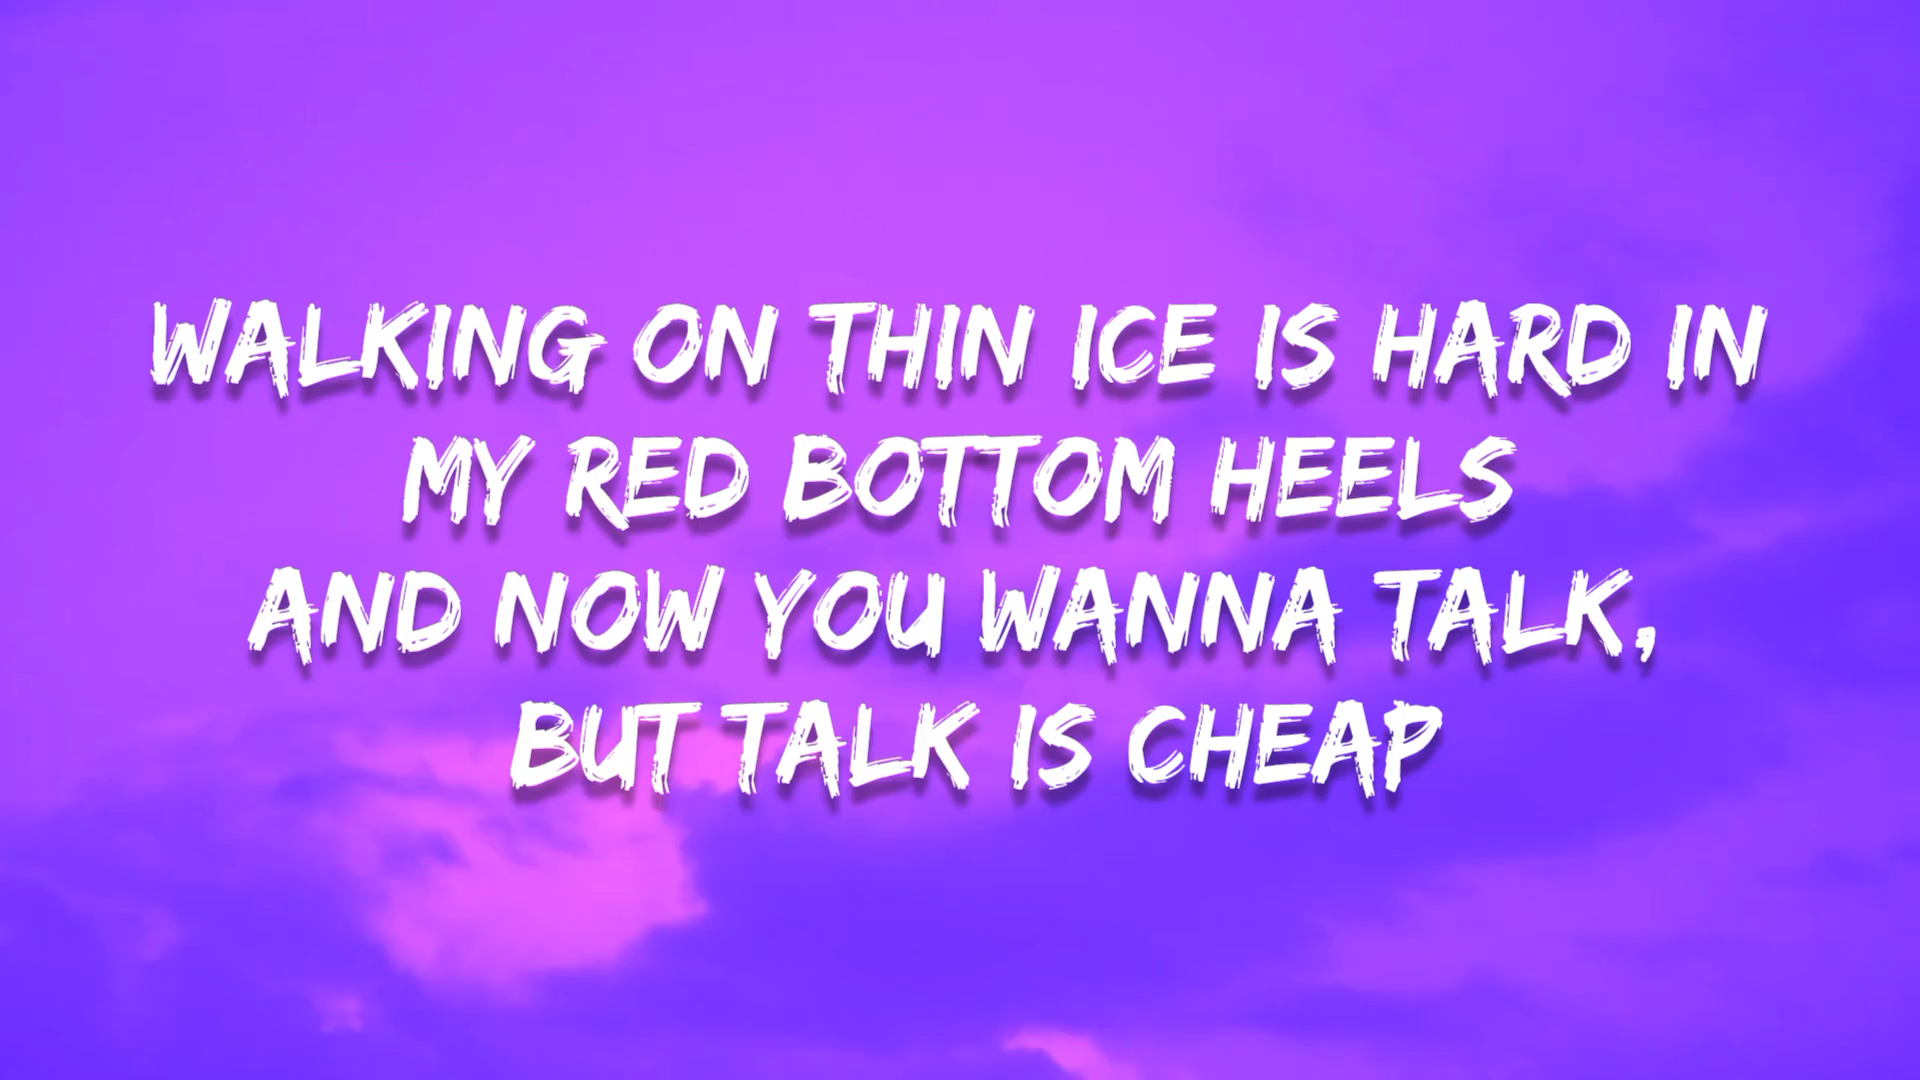 WALKING ON THIN ICE IS HARD IN
MY RED BOTTOM HEELS
AND NOW YOU WANNA TALK,
BUT TALK IS CHEAP